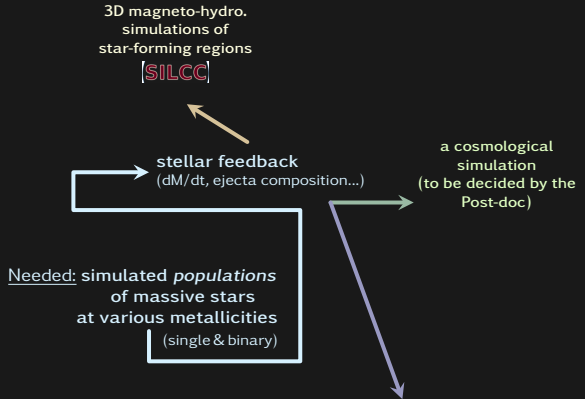 3D magneto-hydro.
simulations of
star-forming regions
[SILCC]
stellar feedback
(dM/dt, ejecta composition...)
a cosmological
simulation
(to be decided by the
Post-doc)
Needed: simulated populations
of massive stars
at various metallicities
(single & binary)